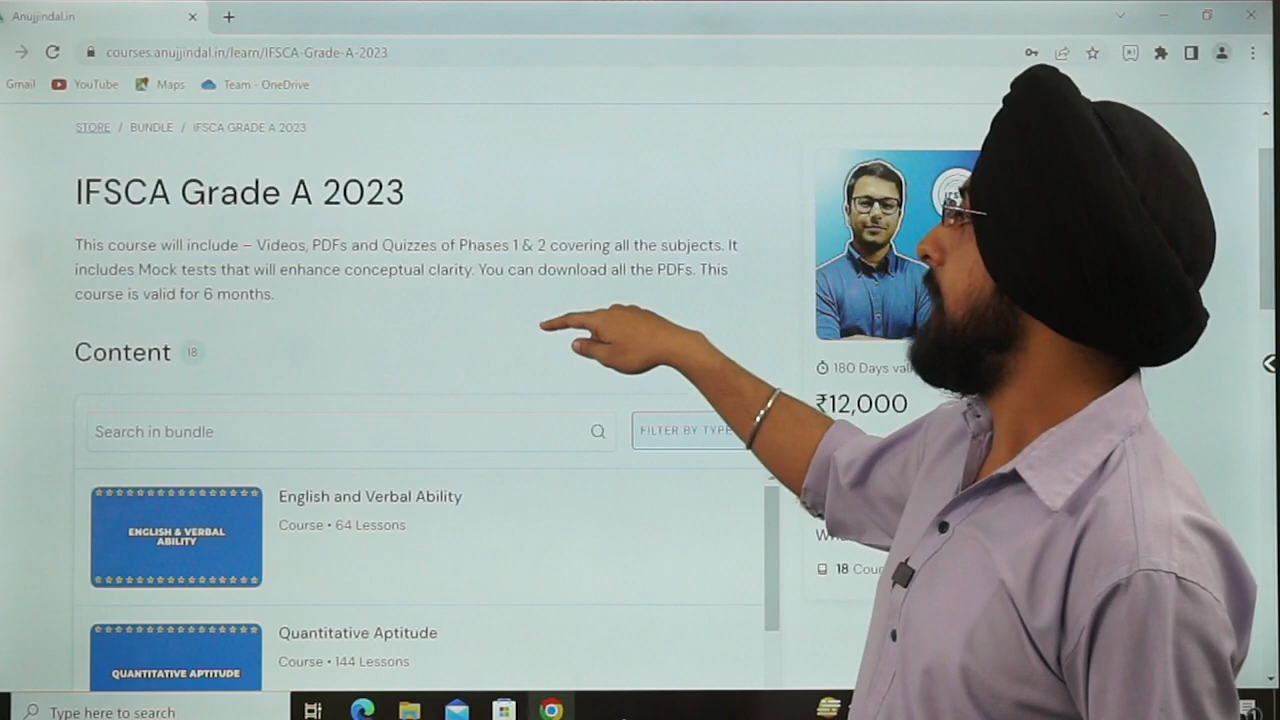 Anujjindal.in
courses.anujjindal.in/learn/IFSCA-Grade-A-2023
Gmail YouTube Maps Team - OneDrive
STORE / BUNDLE / IFSCA GRADE A 2023
IFSCA Grade A 2023
This course will include – Videos, PDFs and Quizzes of Phases 1 & 2 covering all the subjects. It
includes Mock tests that will enhance conceptual clarity. You can download all the PDFs. This
course is valid for 6 months.
180 Days
Content 18
₹12,000
Search in bundle
FILTER BY TYPE
English and Verbal Ability
Course • 64 Lessons
ENGLISH & VERBAL
ABILITY
18
Quantitative Aptitude
Course • 144 Lessons
QUANTITATIVE APTITUDE
Type here to search